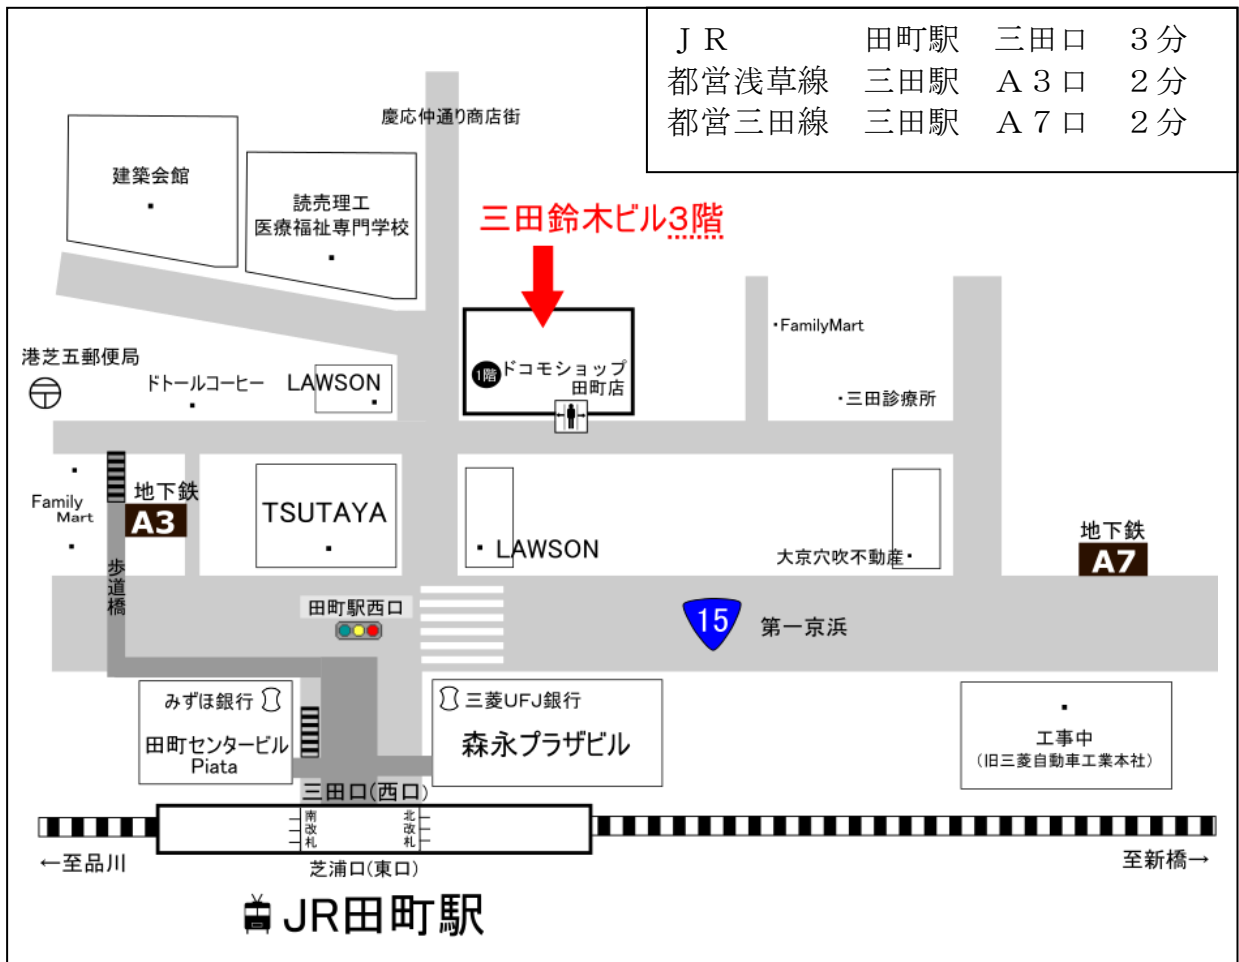 ＪＲ　田町駅　三田口　３分
都営浅草線　三田駅　Ａ３口　２分
都営三田線　三田駅　Ａ７口　２分
慶応仲通り商店街
建築会館
読売理工
医療福祉専門学校
三田鈴木ビル3階
FamilyMart
港芝五郵便局
ドトールコーヒー
LAWSON
1階
ドコモショップ
田町店
三田診療所
Family
Mart
地下鉄
A3
TSUTAYA
LAWSON
大京穴吹不動産
地下鉄
A7
歩道橋
田町駅西口
15
第一京浜
みずほ銀行
田町センタービル
Piata
三菱UFJ銀行
森永プラザビル
工事中
(旧三菱自動車工業本社)
三田口(西口)
南改札
北改札
←至品川
芝浦口(東口)
至新橋→
JR田町駅